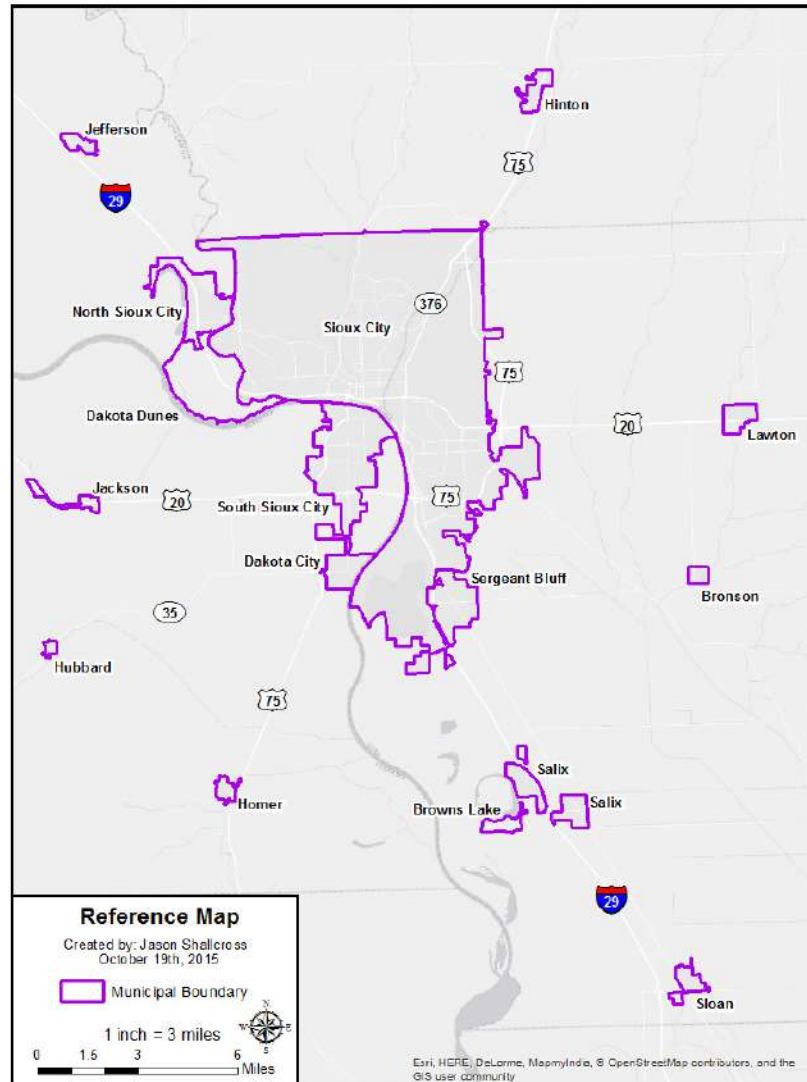 Hinton
Jefferson
75
29
North Sioux City
376
Sioux City
75
Dakota Dunes
20
Lawton
Jackson
20
South Sioux City
75
Dakota City
Sergeant Bluff
Bronson
35
Hubbard
75
Salix
Homer
Browns Lake
Salix
29
Sloan
Reference Map
Created by: Jason Shallcross
October 19th, 2015
Municipal Boundary
1 inch = 3 miles
N
W E
S
0 1.5 3 6
Miles
Esri, HERE, DeLorme, MapmyIndia, © OpenStreetMap contributors, and the
GIS user community